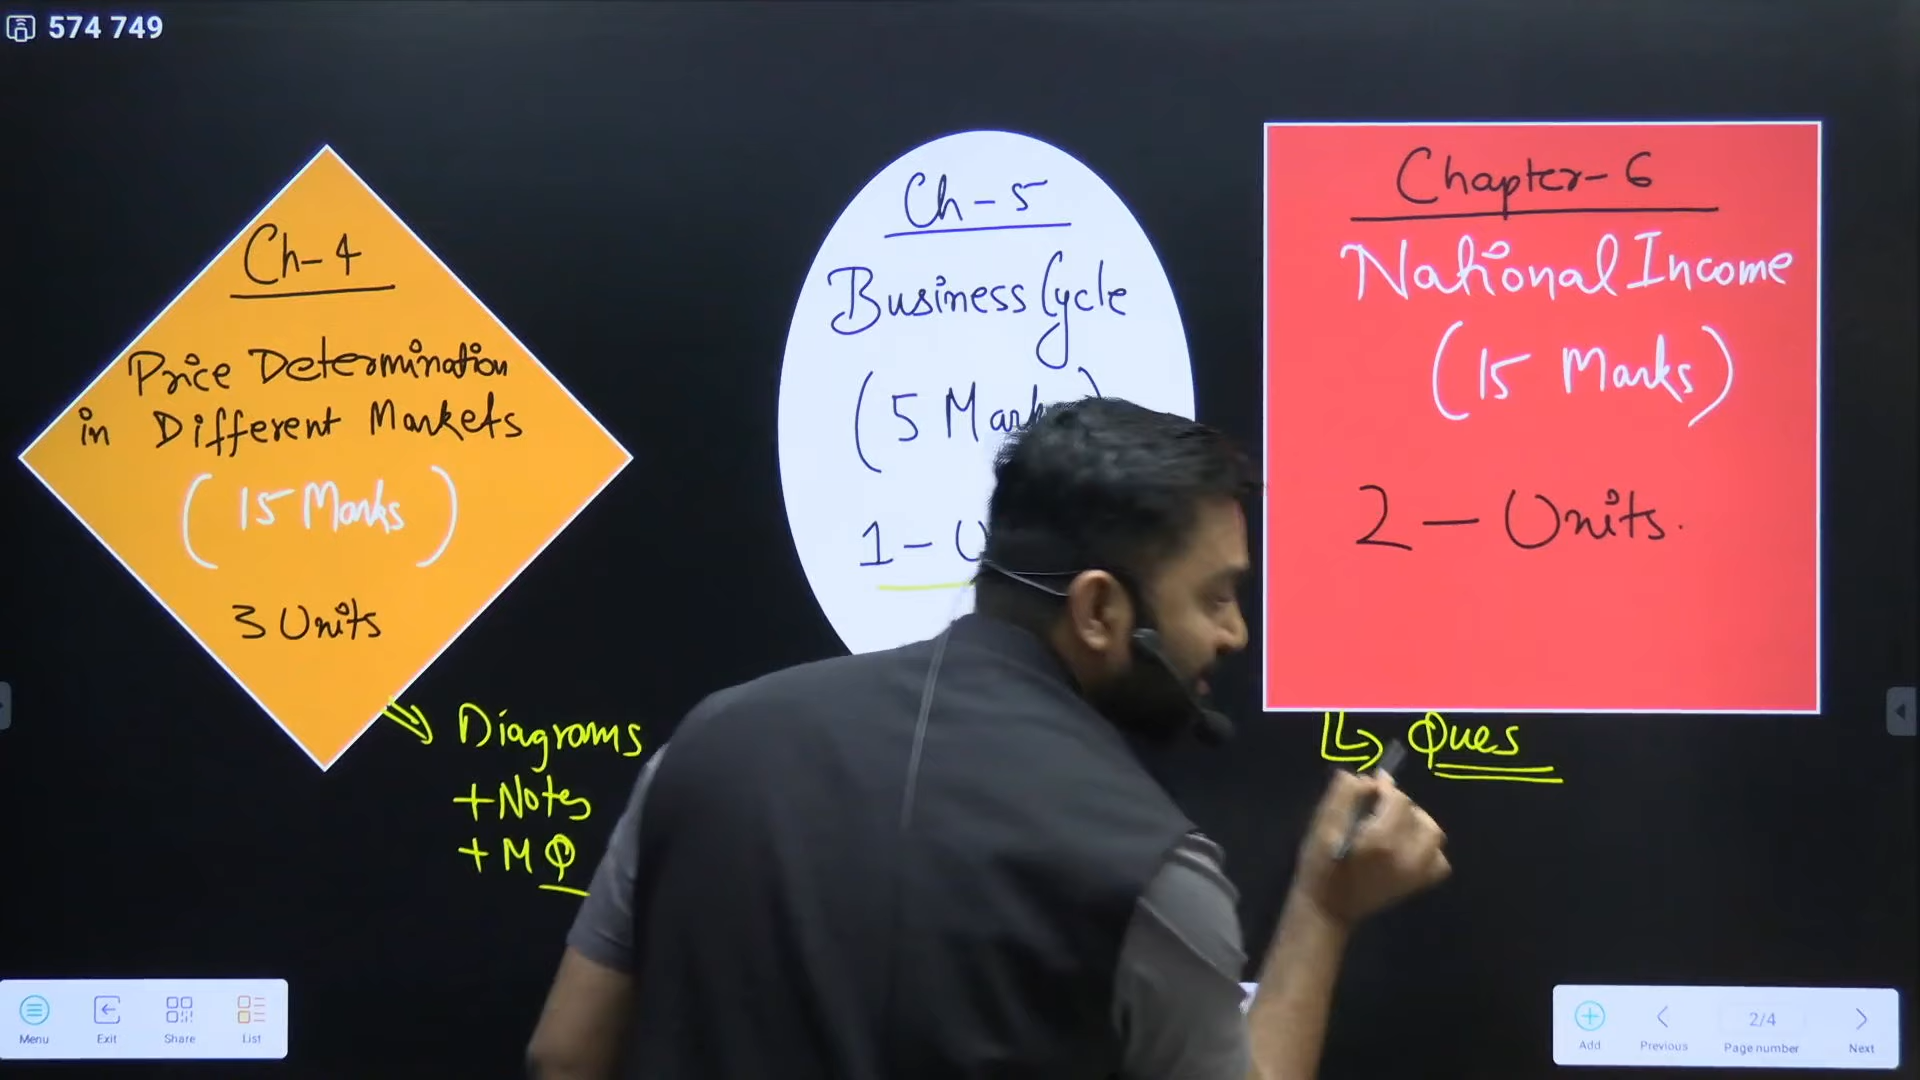 574 749
Ch-4
Price Determination
in Different Markets
(15 Marks)
3 Units
Diagrams
+Notes
+MQ
Ch-5
Business Cycle
(5
1-
Chapter-6
National Income
(15 Marks)
2 - Units.
Ques
Menu Exit Share List
2/4
Add Previous Page number Next